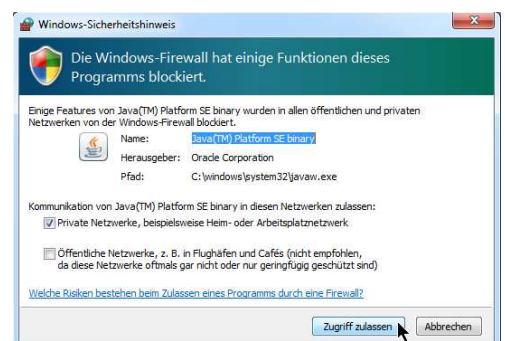 Windows-Sicherheitshinweis
Die Windows-Firewall hat einige Funktionen dieses
Programms blockiert.
Einige Features von Java(TM) Platform SE binary wurden in allen öffentlichen und privaten
Netzwerken von der Windows-Firewall blockiert.
Name: Java(TM) Platform SE binary
Herausgeber: Oracle Corporation
Pfad: C:\windows\system32\javaw.exe
Kommunikation von Java(TM) Platform SE binary in diesen Netzwerken zulassen:
Private Netzwerke, beispielsweise Heim- oder Arbeitsplatznetzwerk
Öffentliche Netzwerke, z. B. in Flughäfen und Cafés (nicht empfohlen,
da diese Netzwerke oftmals gar nicht oder nur geringfügig geschützt sind)
Welche Risiken bestehen beim Zulassen eines Programms durch eine Firewall?
Zugriff zulassen Abbrechen